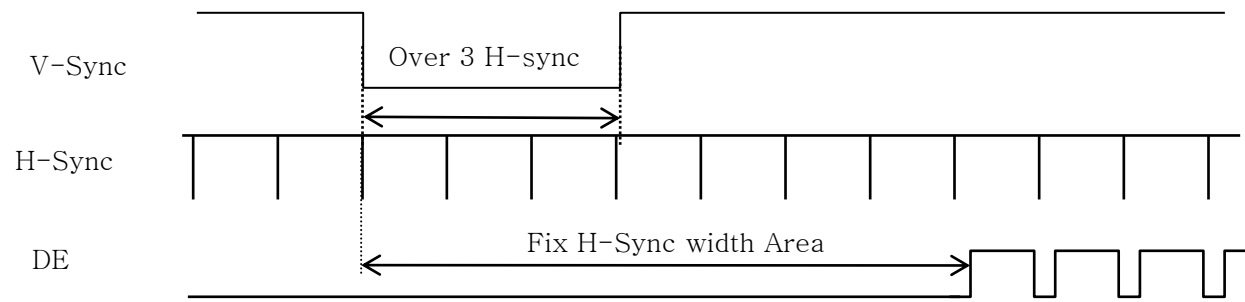 V-Sync
Over 3 H-sync
H-Sync
Fix H-Sync width Area
DE